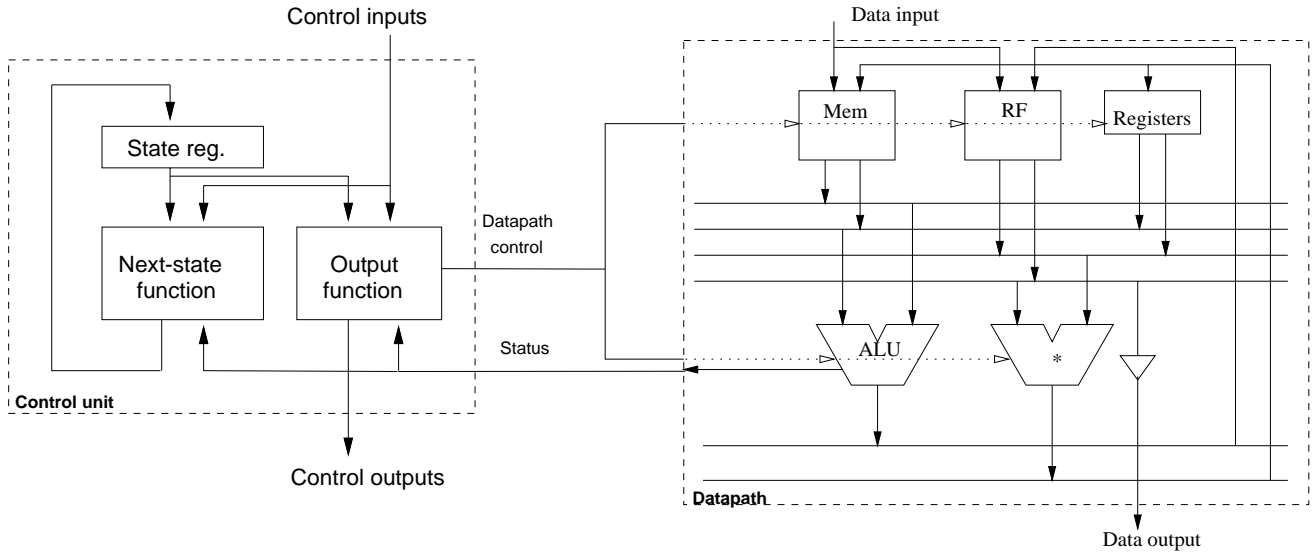 Control inputs
Data input
Mem
RF
Registers
State reg.
Datapath
control
Next-state
function
Output
function
Status
ALU
*
Control unit
Control outputs
Datapath
Data output